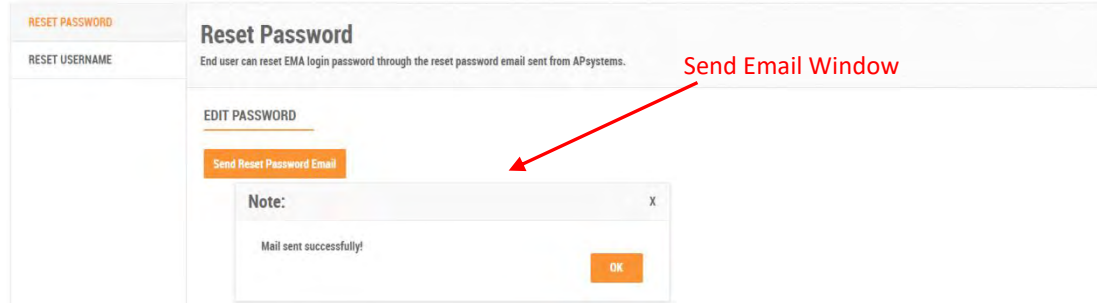 RESET PASSWORD
RESET USERNAME
Reset Password
End user can reset EMA login password through the reset password email sent from APsystems.
Send Email Window
EDIT PASSWORD
Send Reset Password Email
Note:
X
Mail sent successfully!
OK